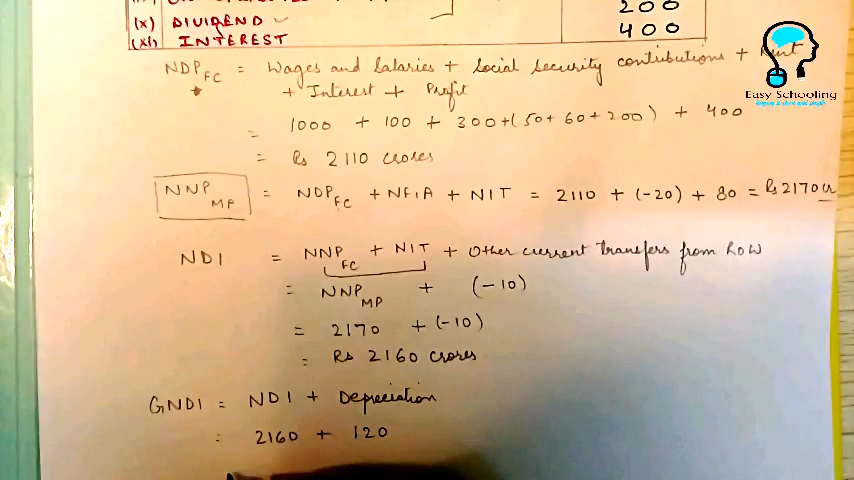 200
(x) DIVIDEND
400
(xi) INTEREST
NDP FC = Wages and Salaries + Social Security contributions + Rent
+ Interest + Profit
= 1000 + 100 + 300 + (50 + 60 + 200) + 400
= Rs 2110 crores
NNP MP = NDP FC + NFIA + NIT = 2110 + (-20) + 80 = Rs 2170 cr
NDI = NNP FC + NIT + Other current transfers from ROW
= NNP MP + (-10)
= 2170 + (-10)
= Rs 2160 crores
GNDI = NDI + Depreciation
= 2160 + 120
Easy Schooling